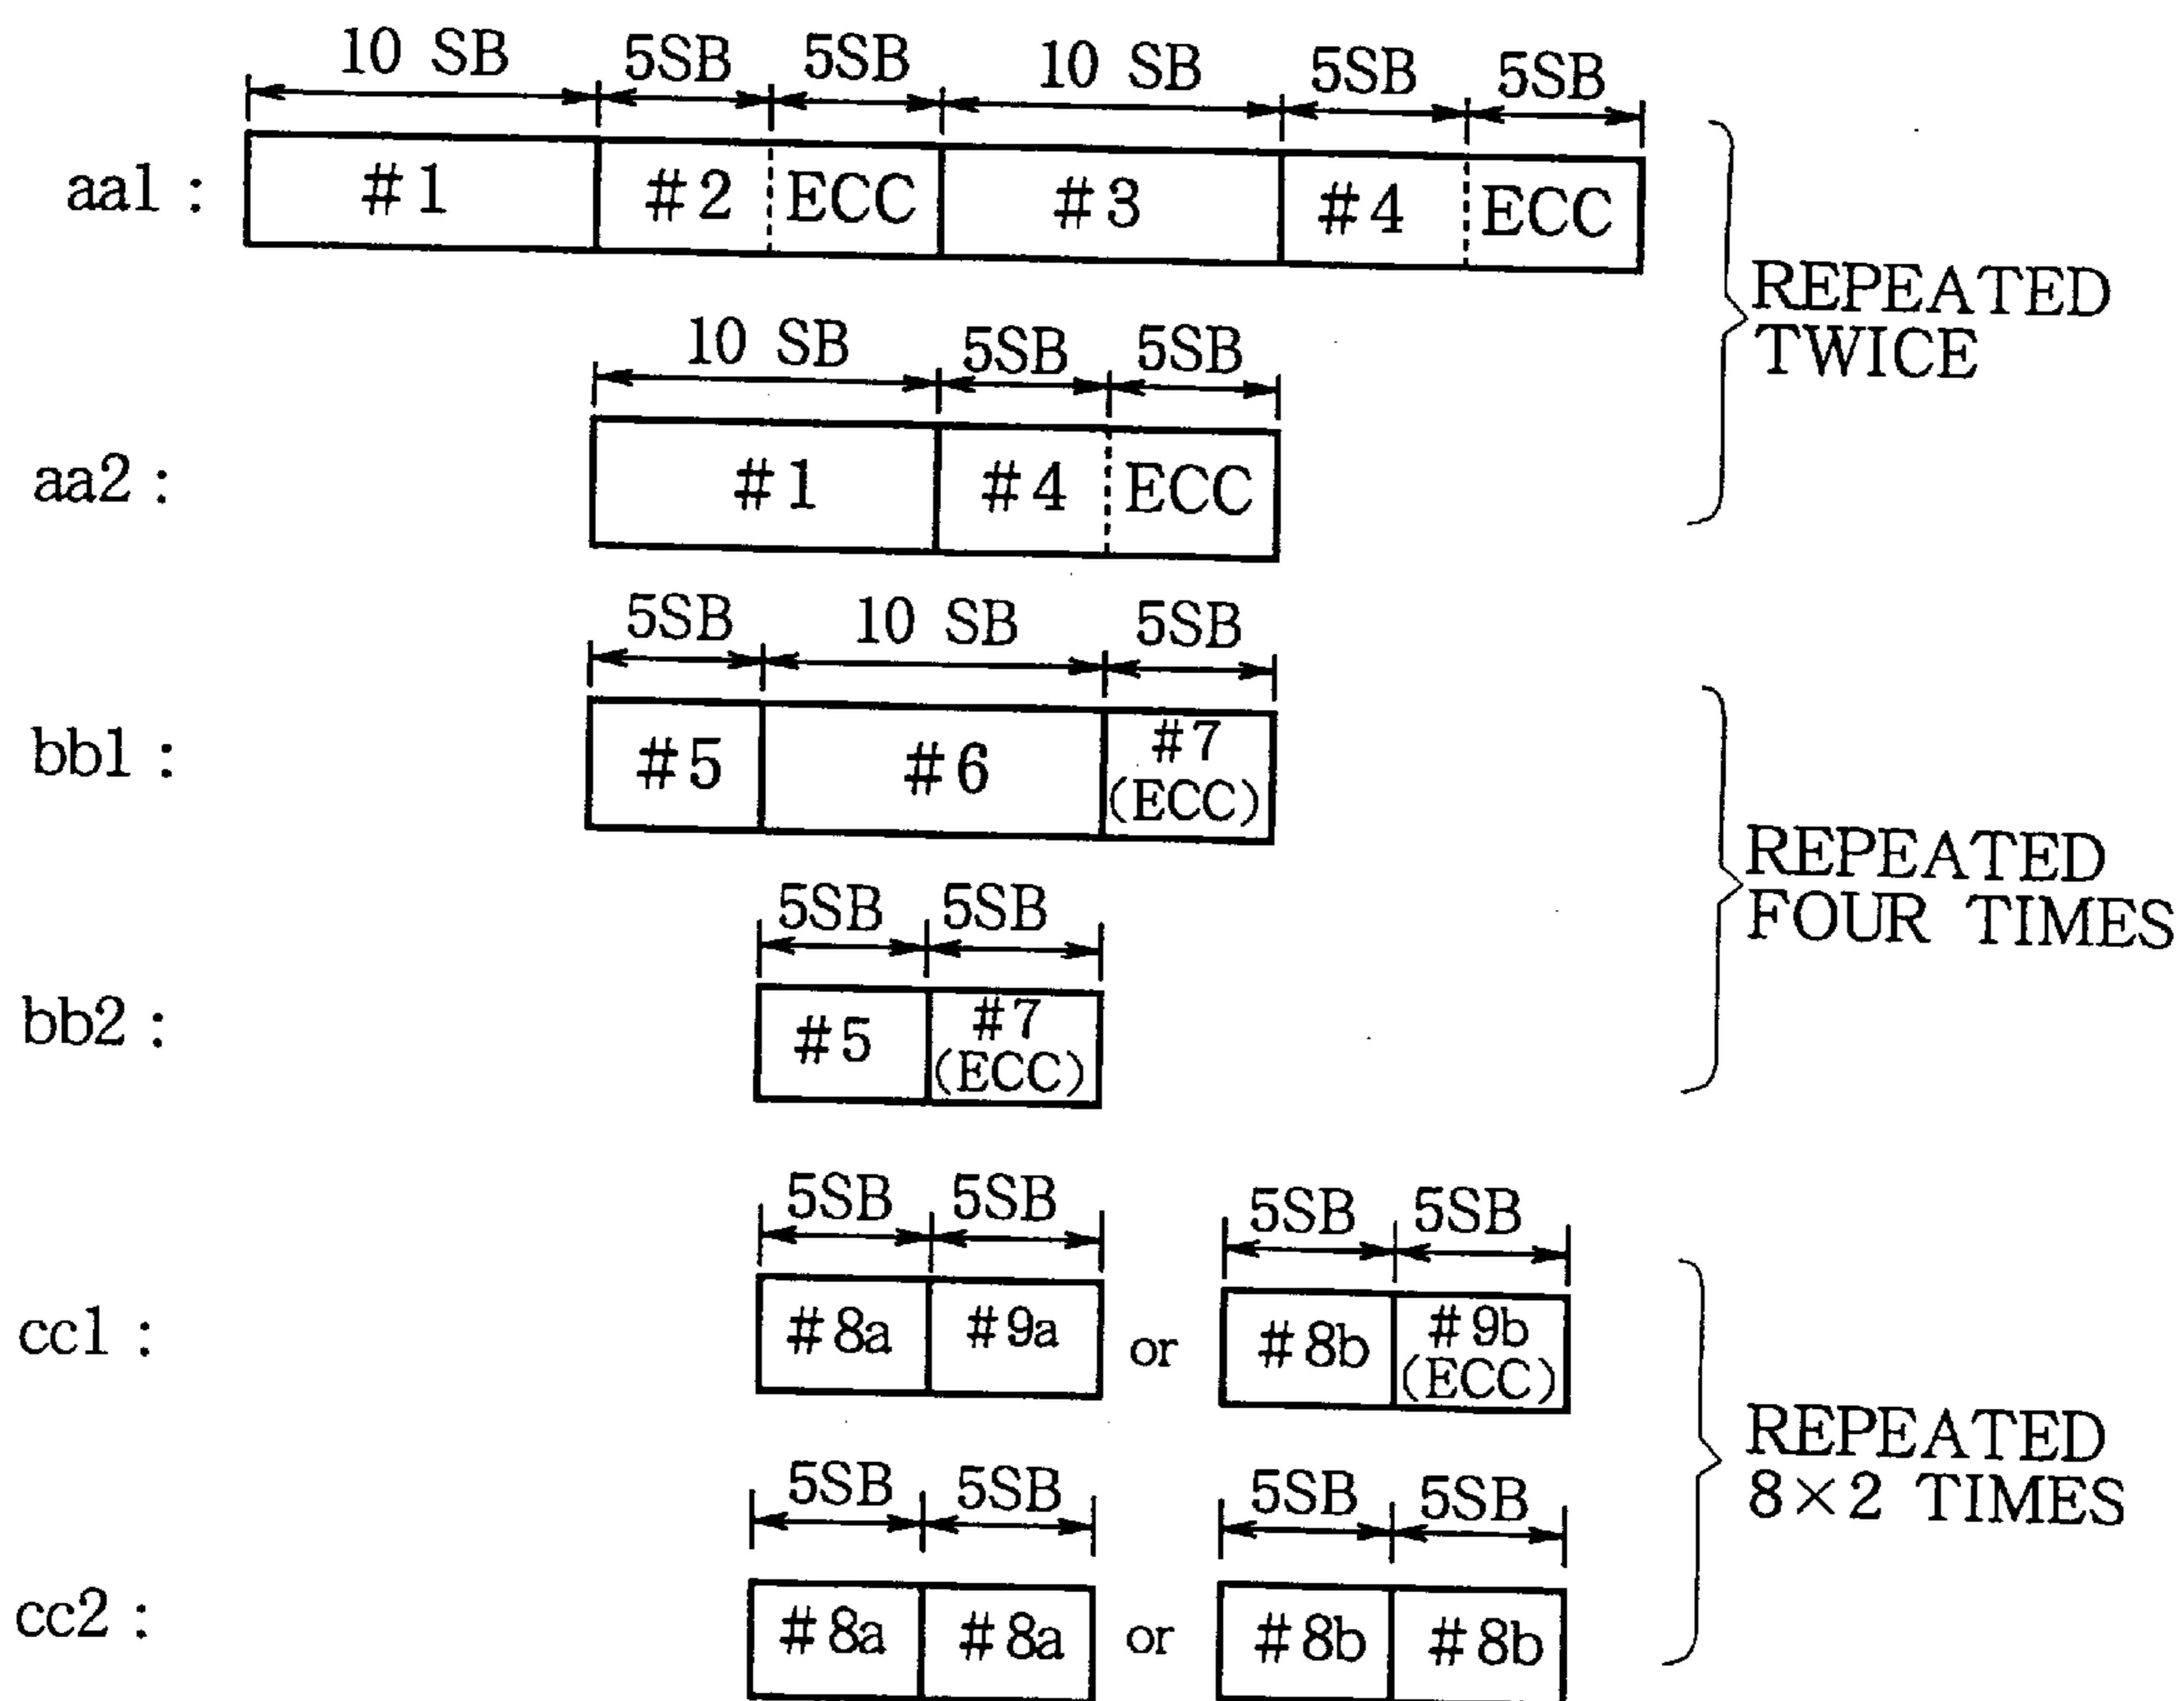 10 SB 5SB 5SB 10 SB 5SB 5SB
aa1 : #1 #2 ECC #3 #4 ECC
REPEATED
TWICE
10 SB 5SB 5SB
aa2 : #1 #4 ECC
5SB 10 SB 5SB
bb1 : #5 #6 #7
(ECC)
REPEATED
FOUR TIMES
5SB 5SB
bb2 : #5 #7
(ECC)
5SB 5SB 5SB 5SB
cc1 : #8a #9a or #8b #9b
(ECC)
REPEATED
8×2 TIMES
5SB 5SB 5SB 5SB
cc2 : #8a #8a or #8b #8b